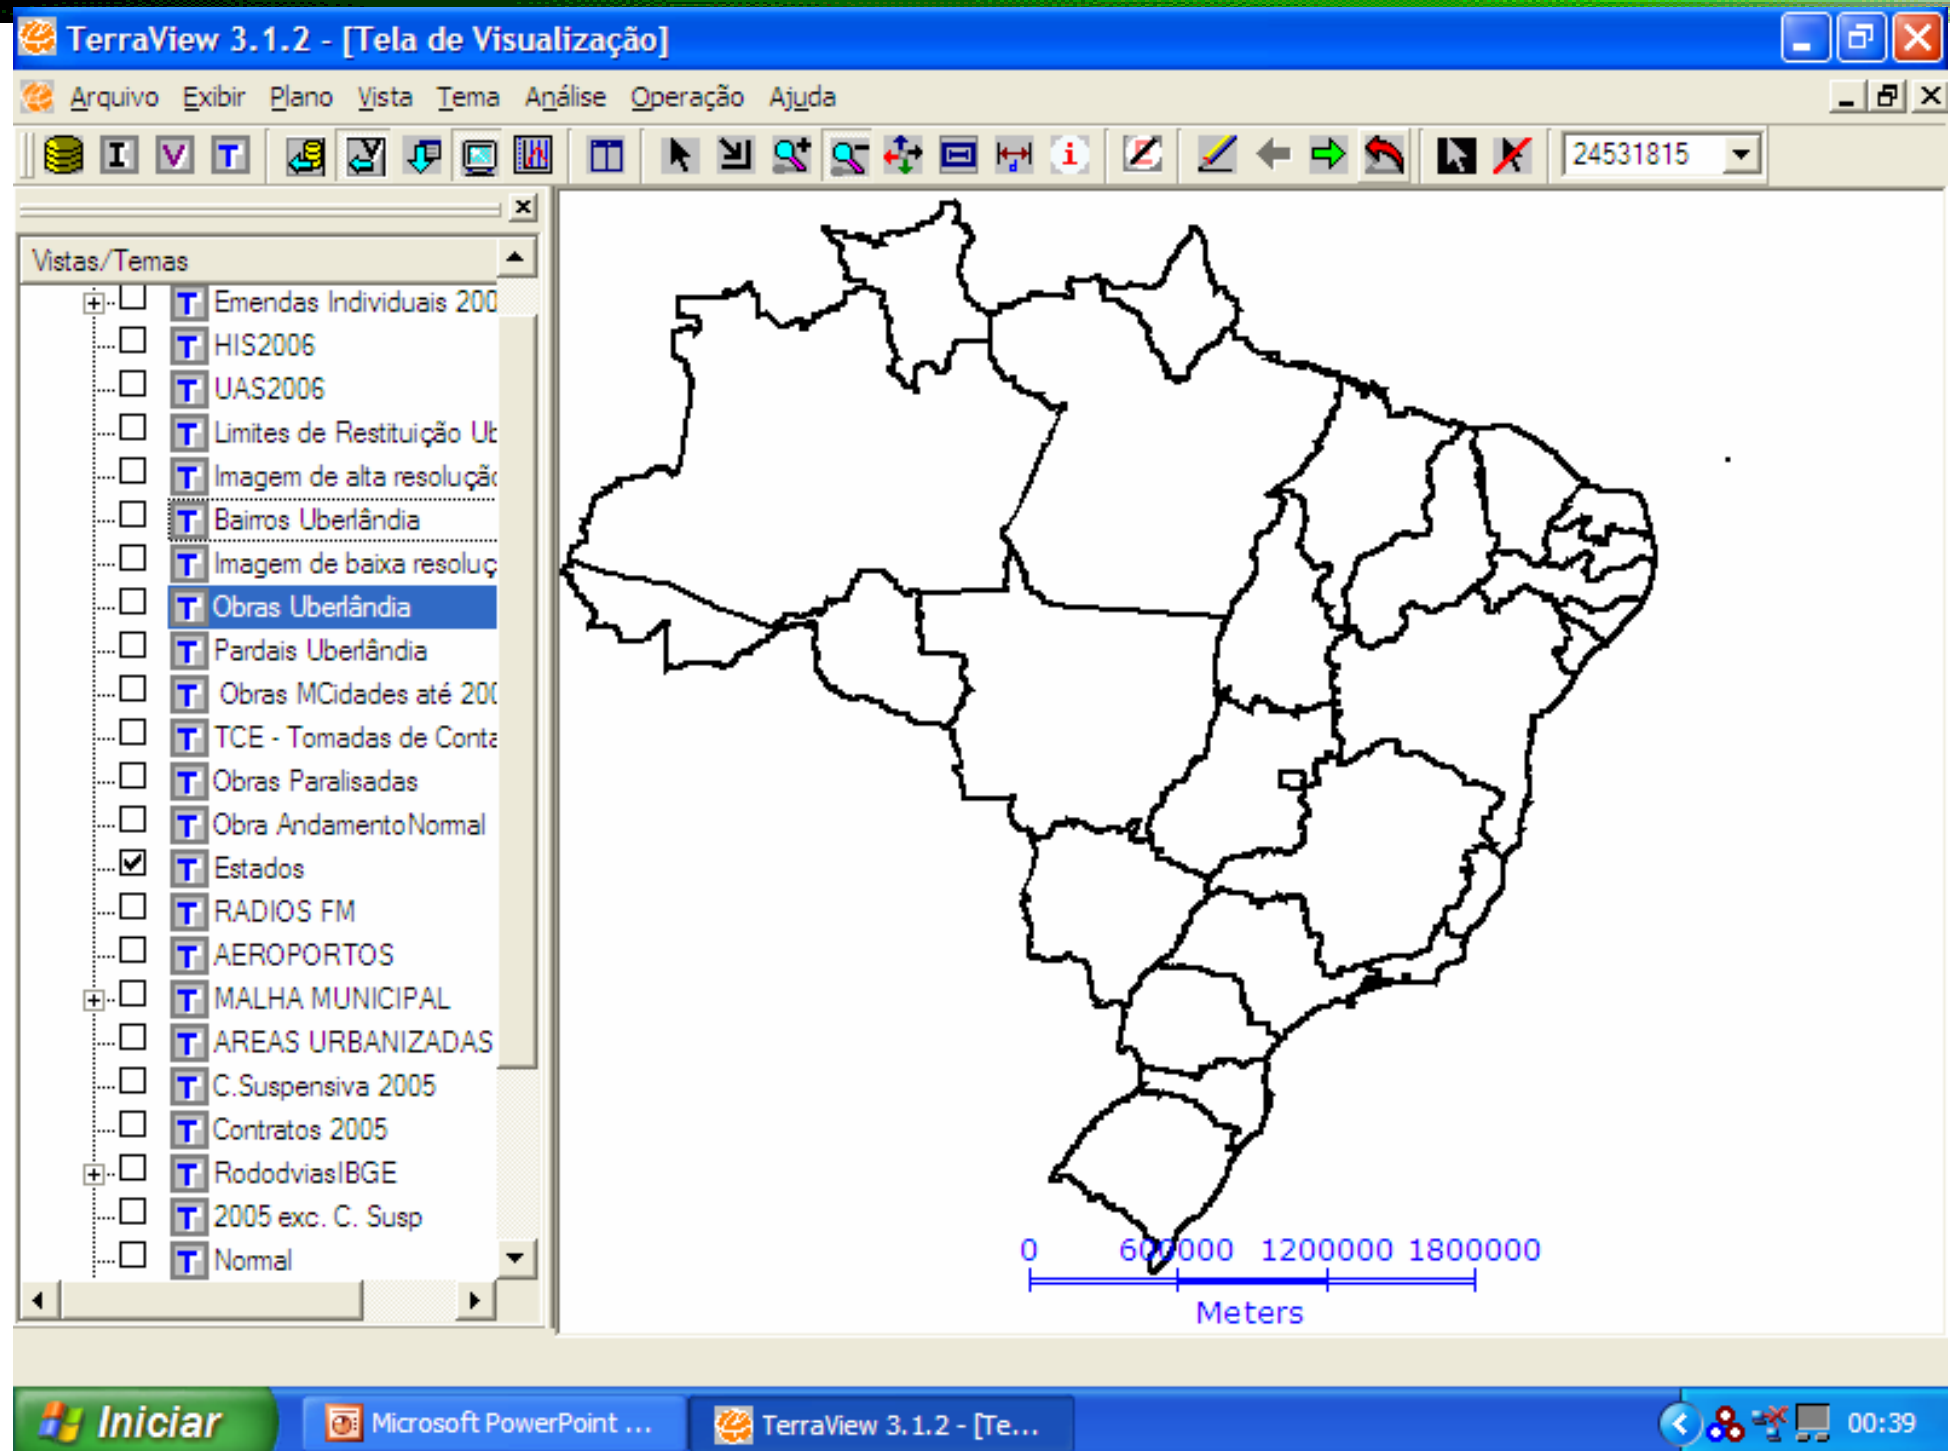 TerraView 3.1.2 - [Tela de Visualização]
Arquivo Exibir Plano Vista Tema Análise Operação Ajuda
I V T i 24531815
Vistas/Temas
T Emendas Individuais 200
T HIS2006
T UAS2006
T Limites de Restituição Ub
T Imagem de alta resolução
T Bairros Uberlândia
T Imagem de baixa resoluç
T Obras Uberlândia
T Pardais Uberlândia
T Obras MCidades até 200
T TCE - Tomadas de Conta
T Obras Paralisadas
T Obra AndamentoNormal
T Estados
T RADIOS FM
T AEROPORTOS
T MALHA MUNICIPAL
T AREAS URBANIZADAS
T C.Suspensiva 2005
T Contratos 2005
T RododviasIBGE
T 2005 exc. C. Susp
T Normal
0 600000 1200000 1800000
Meters
Iniciar
Microsoft PowerPoint ...
TerraView 3.1.2 - [Te...
00:39